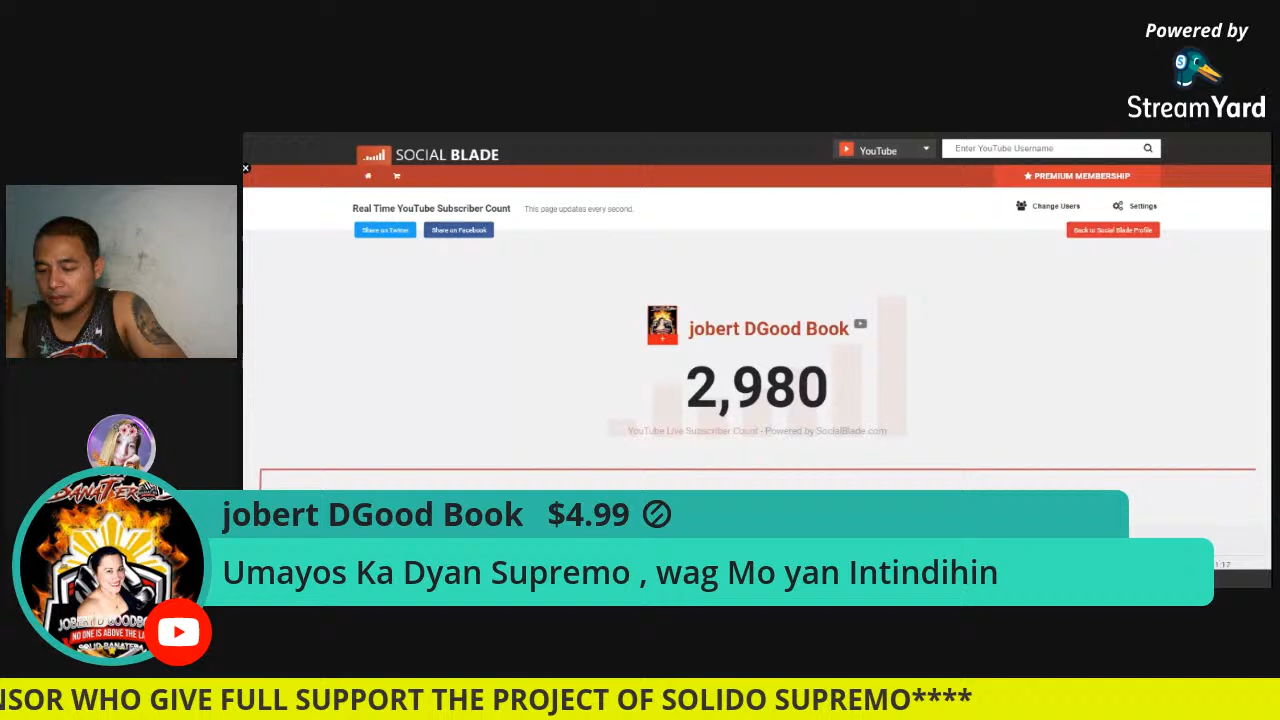 Powered by
StreamYard
SOCIAL BLADE
YouTube
Enter YouTube Username
PREMIUM MEMBERSHIP
Real Time YouTube Subscriber Count
This page updates every second.
Change Users
Settings
Share on Twitter
Share on Facebook
Back to Social Blade Profile
jobert DGood Book
2,980
YouTube Live Subscriber Count - Powered by SocialBlade.com
jobert DGood Book $4.99
Umayos Ka Dyan Supremo , wag Mo yan Intindihin
NO ONE IS ABOVE THE LA
NSOR WHO GIVE FULL SUPPORT THE PROJECT OF SOLIDO SUPREMO****